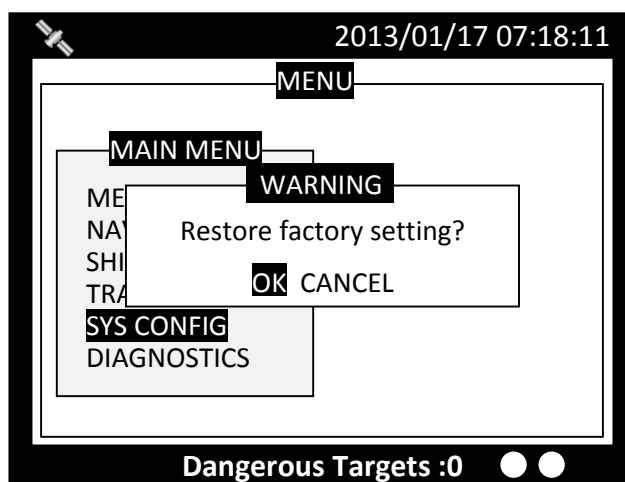 2013/01/17 07:18:11
MENU
MAIN MENU
WARNING
Restore factory setting?
OK CANCEL
SYS CONFIG
DIAGNOSTICS
Dangerous Targets :0